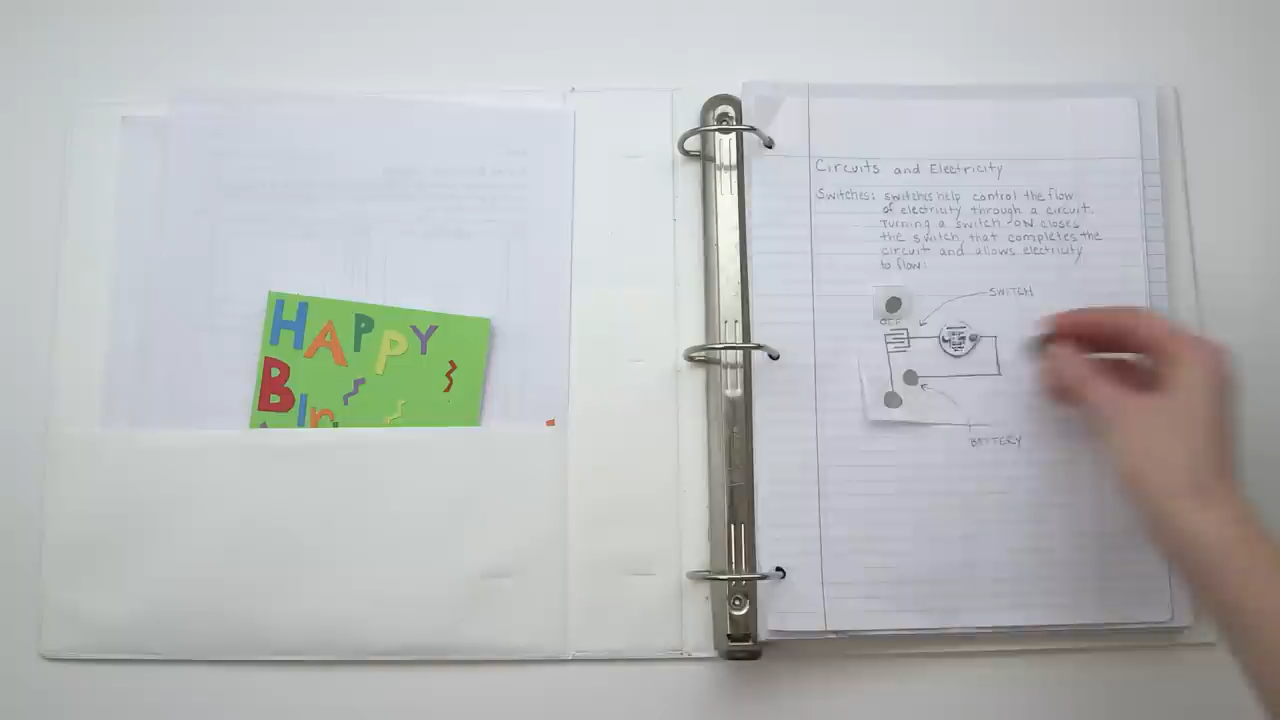 HAPPY
Bir
Circuits and Electricity
Switches: switches help control the flow
of electricity through a circuit.
Turning a switch ON closes
the switch, that completes the
circuit and allows electricity
to flow!
SWITCH
OFF
BATTERY